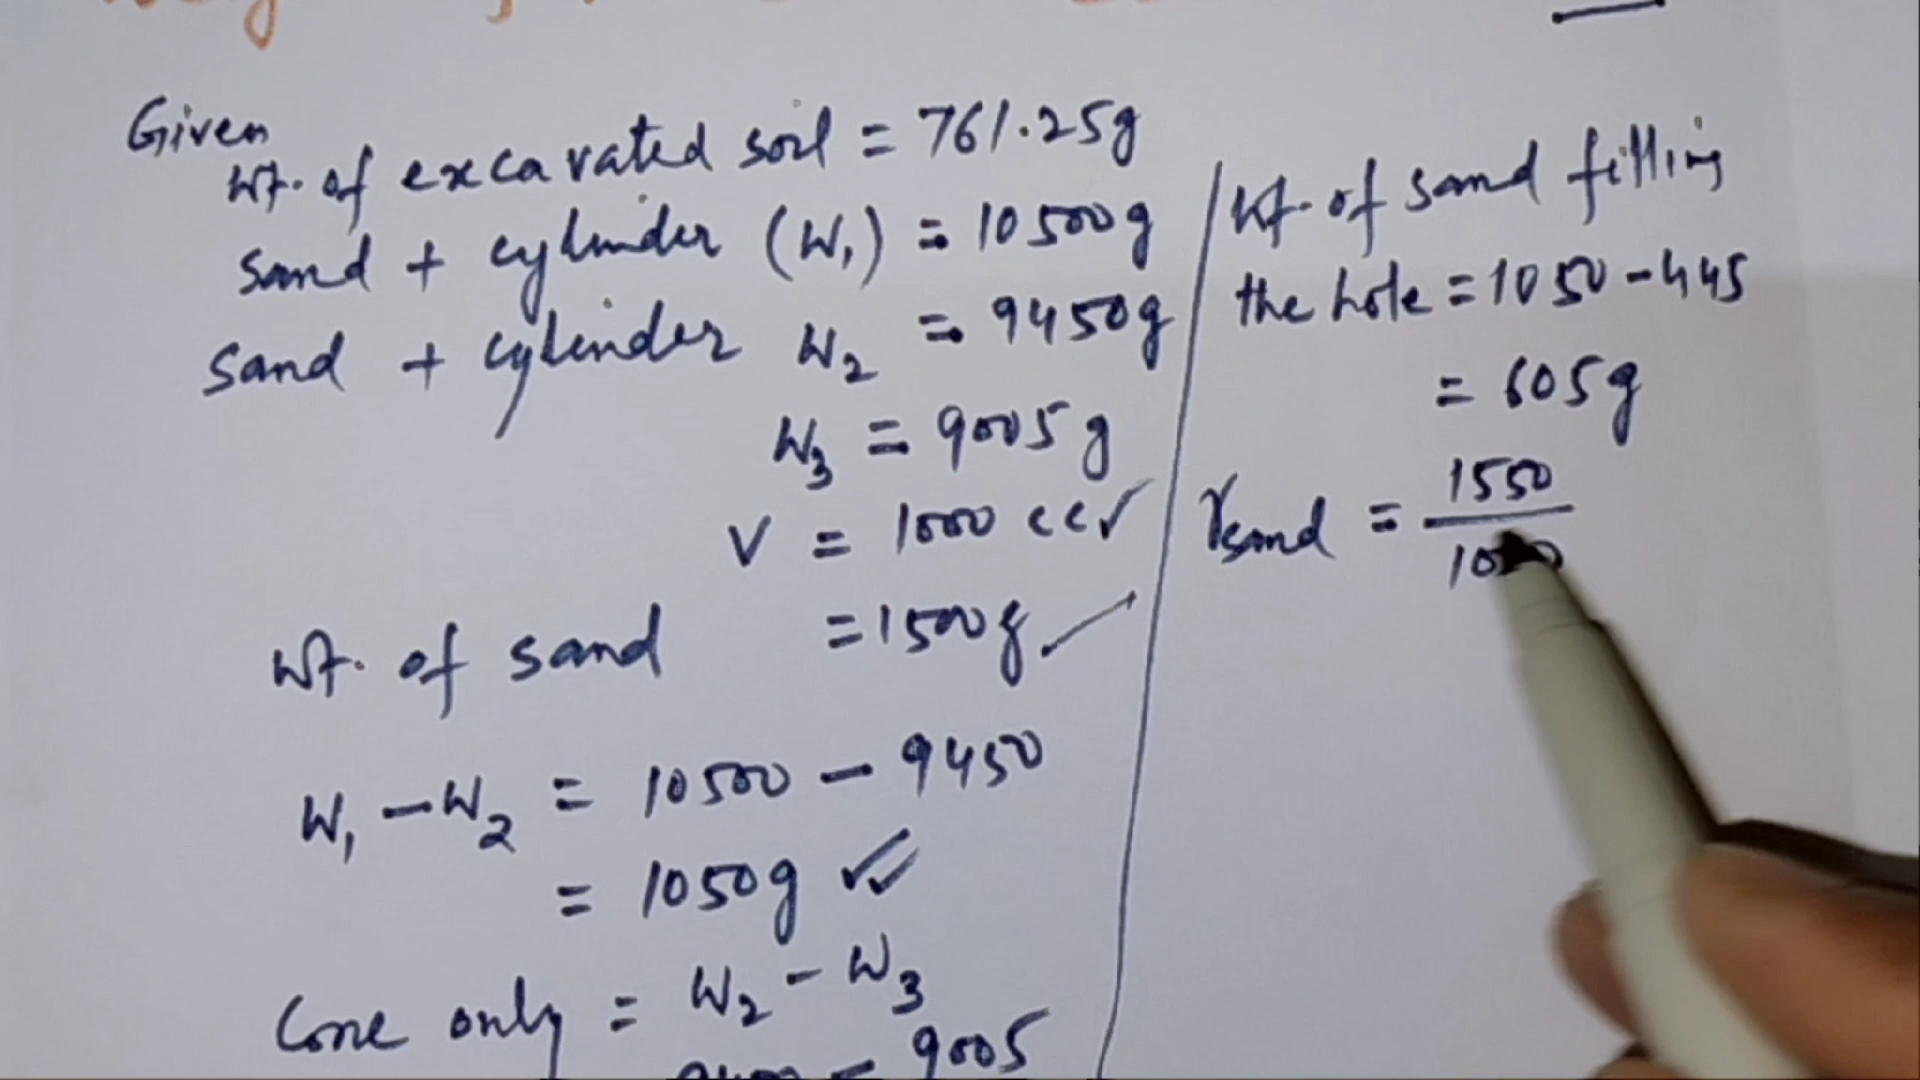 Given
Wt. of excavated soil = 761.25g
Sand + cylinder (W₁) = 10500g
Sand + cylinder W₂ = 9450g
W₃ = 9005g
V = 1000 cc ✓
Wt. of sand = 1500g
W₁ - W₂ = 10500 - 9450
= 1050g ✓✓
Cone only = W₂ - W₃
- 9005
Wt. of sand filling
the hole = 1050 - 445
= 605g
γsand = 1550